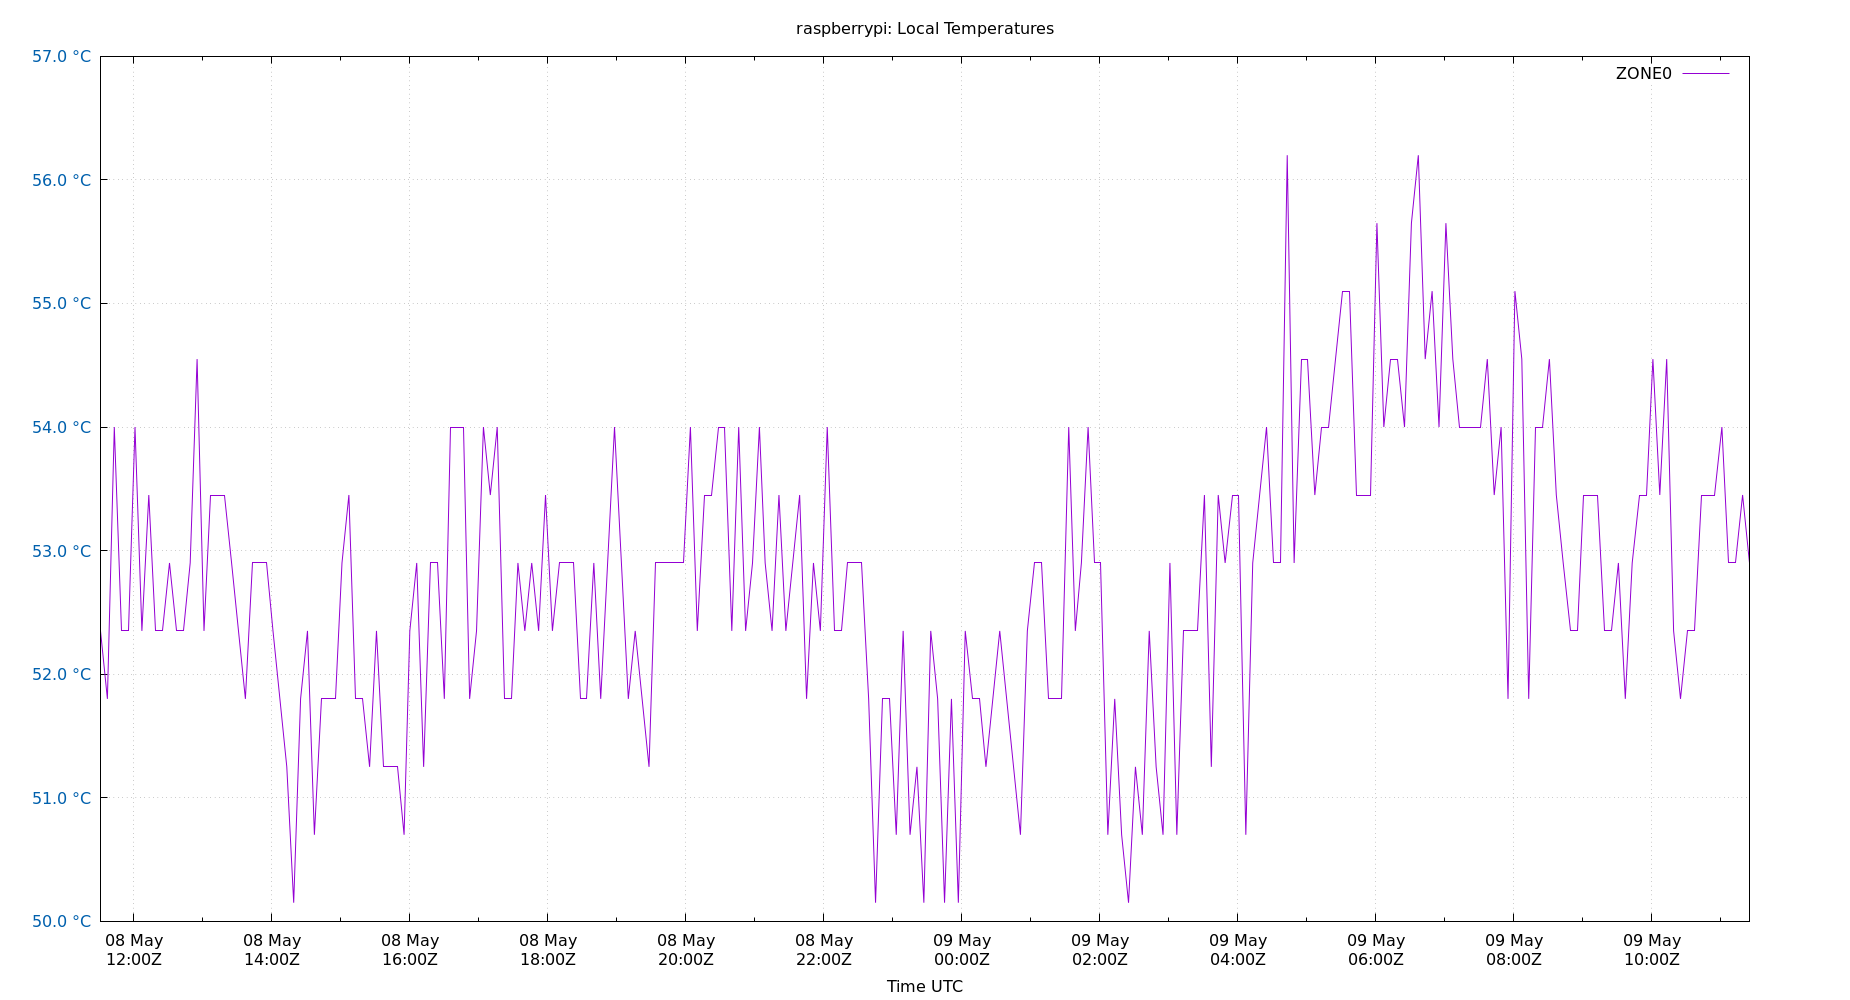 raspberrypi: Local Temperatures
57.0 °C
ZONE0
56.0 °C
55.0 °C
54.0 °C
53.0 °C
52.0 °C
51.0 °C
50.0 °C
08 May 08 May 08 May 08 May 08 May 08 May 09 May 09 May 09 May 09 May 09 May 09 May
12:00Z 14:00Z 16:00Z 18:00Z 20:00Z 22:00Z 00:00Z 02:00Z 04:00Z 06:00Z 08:00Z 10:00Z
Time UTC